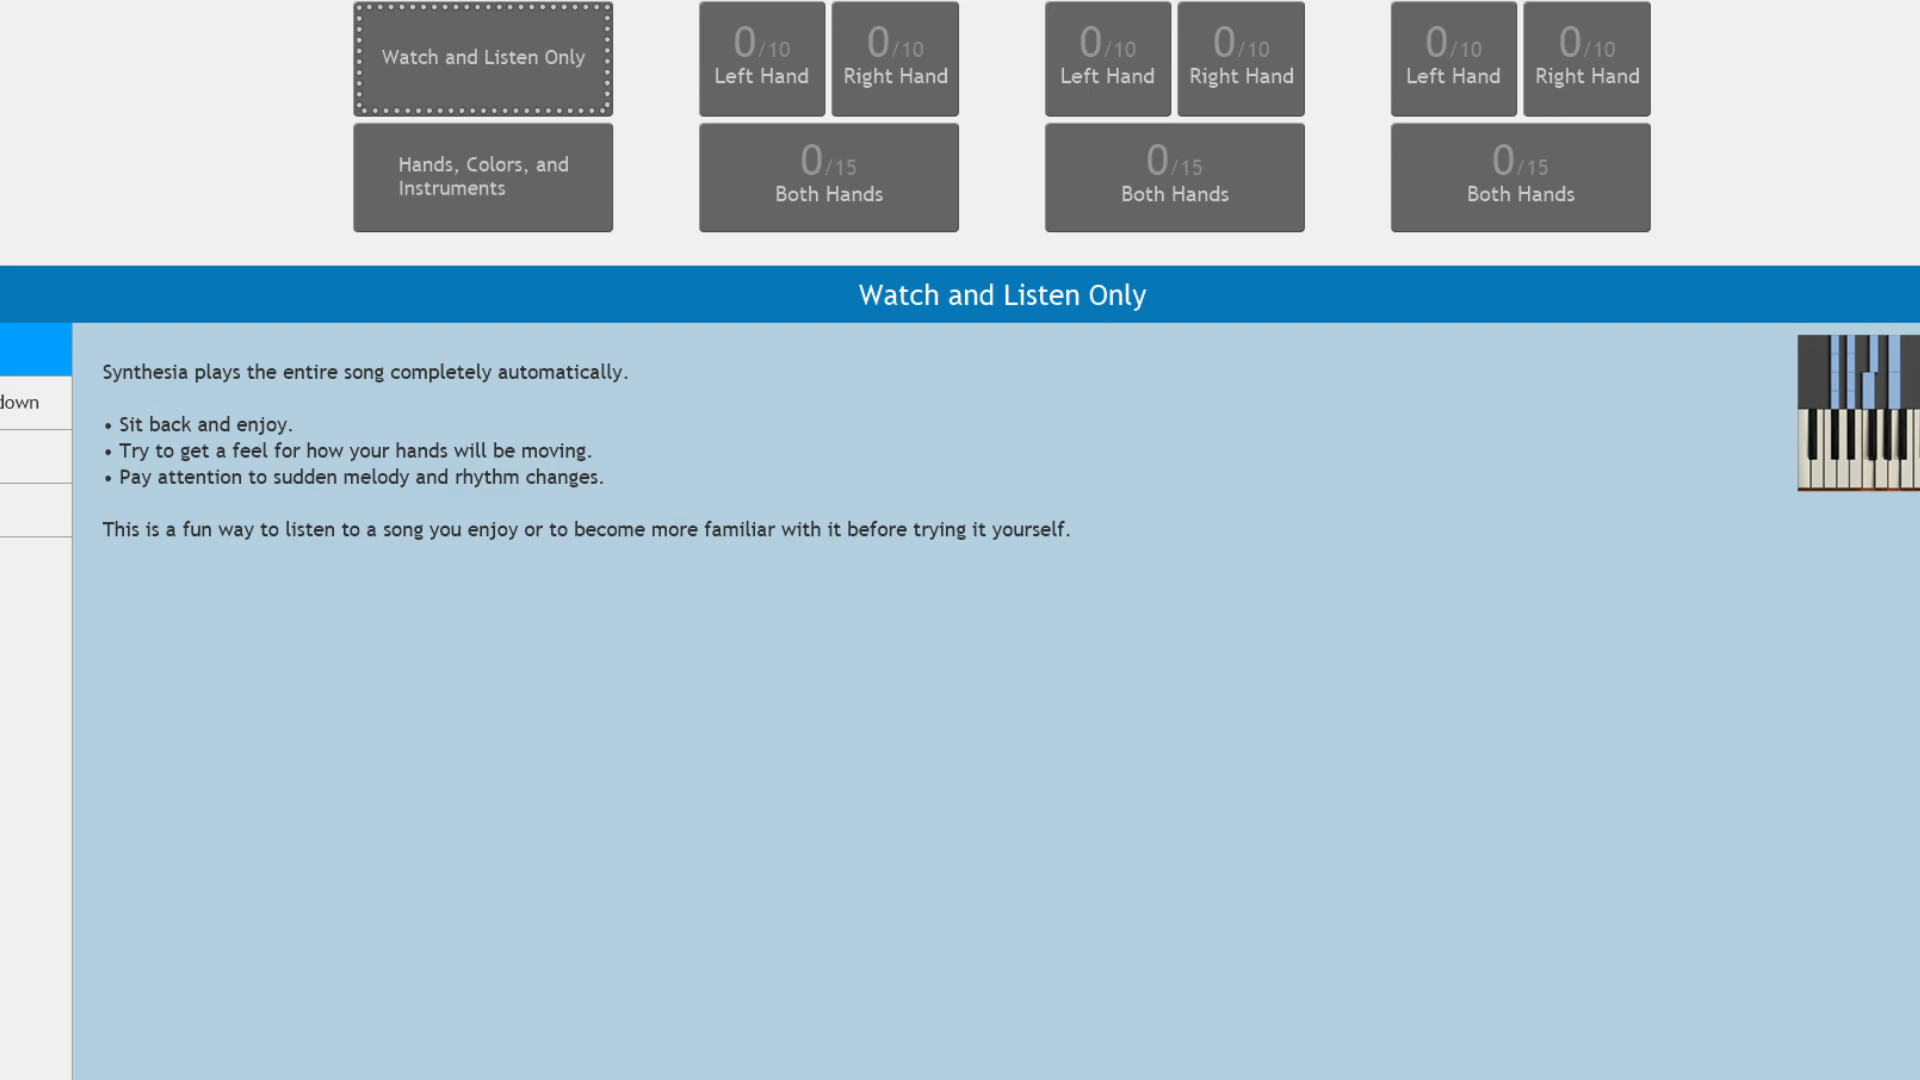 Watch and Listen Only
0/10
Left Hand
0/10
Right Hand
0/10
Left Hand
0/10
Right Hand
0/10
Left Hand
0/10
Right Hand
Hands, Colors, and
Instruments
0/15
Both Hands
0/15
Both Hands
0/15
Both Hands
Watch and Listen Only
down
Synthesia plays the entire song completely automatically.
• Sit back and enjoy.
• Try to get a feel for how your hands will be moving.
• Pay attention to sudden melody and rhythm changes.
This is a fun way to listen to a song you enjoy or to become more familiar with it before trying it yourself.